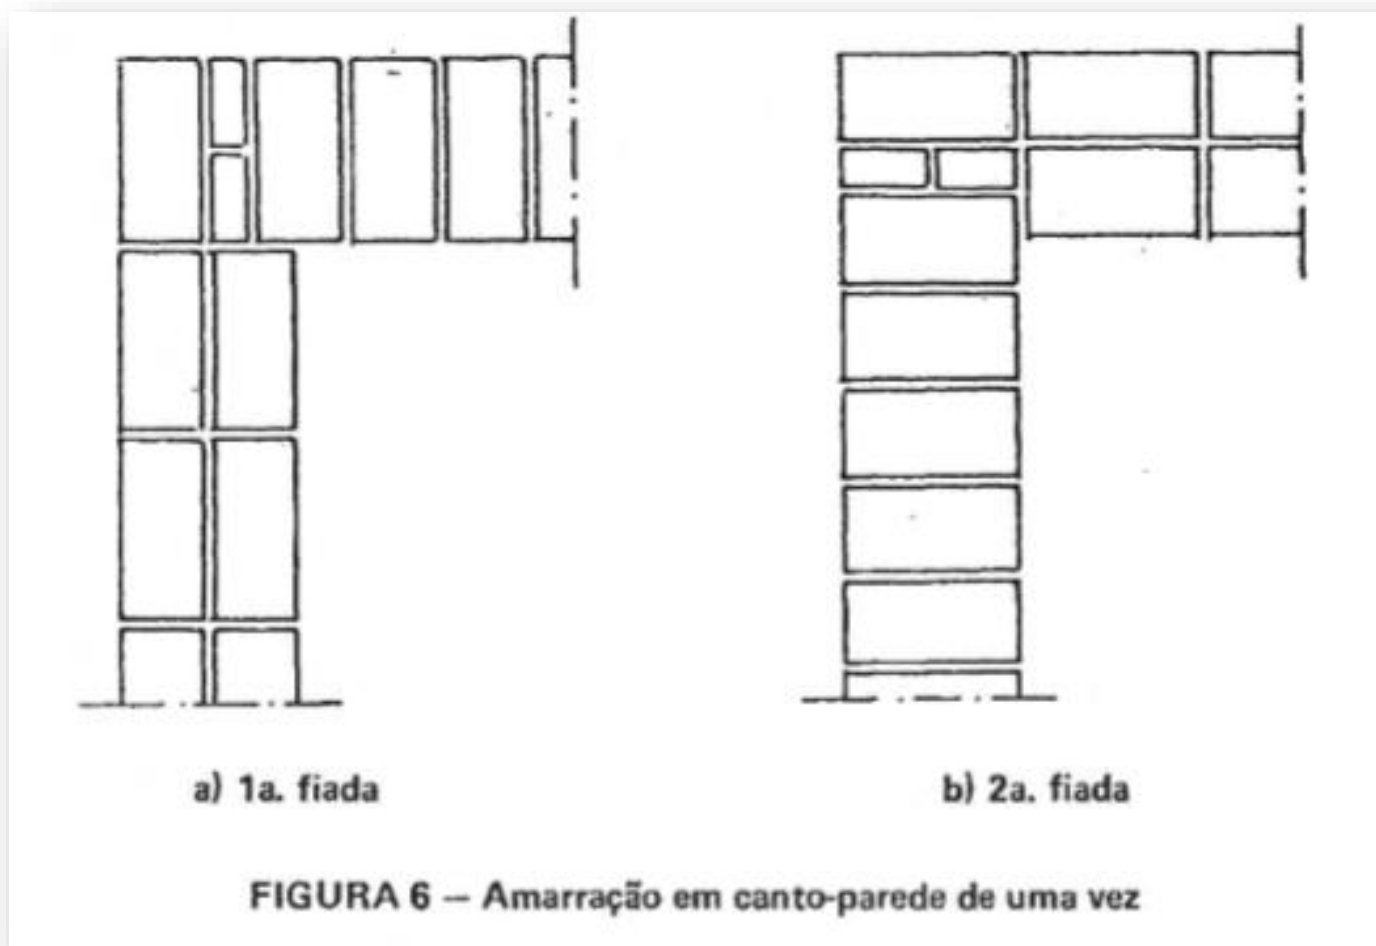 a) 1a. fiada
b) 2a. fiada
FIGURA 6 — Amarração em canto-parede de uma vez